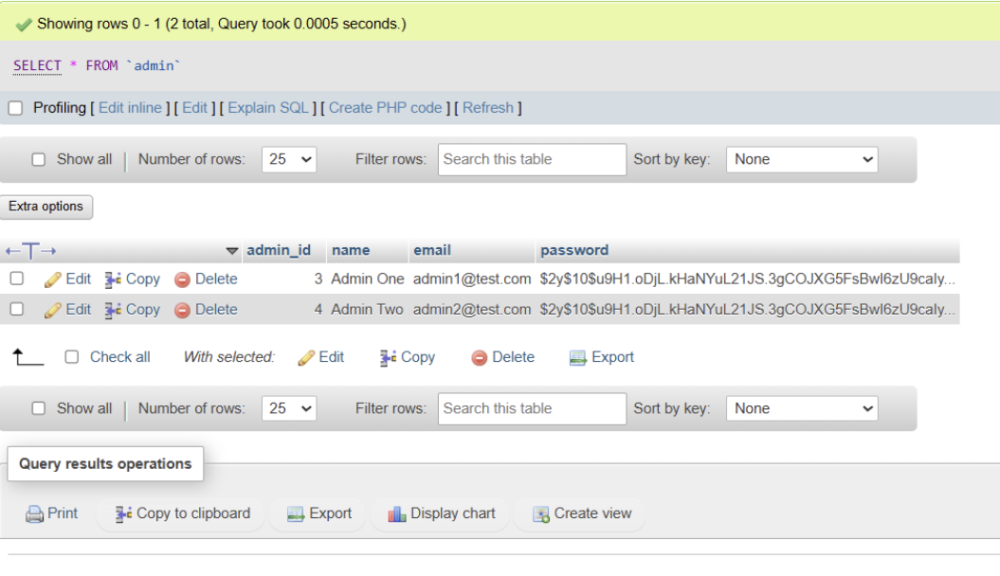 Showing rows 0 - 1 (2 total, Query took 0.0005 seconds.)
SELECT * FROM `admin`
Profiling [ Edit inline ] [ Edit ] [ Explain SQL ] [ Create PHP code ] [ Refresh ]
Show all | Number of rows: 25 Filter rows: Search this table Sort by key: None
Extra options
←T→ admin_id name email password
Edit Copy Delete 3 Admin One admin1@test.com $2y$10$u9H1.oDjL.kHaNYuL21JS.3gCOJXG5FsBwl6zU9caIy...
Edit Copy Delete 4 Admin Two admin2@test.com $2y$10$u9H1.oDjL.kHaNYuL21JS.3gCOJXG5FsBwl6zU9caIy...
Check all With selected: Edit Copy Delete Export
Show all | Number of rows: 25 Filter rows: Search this table Sort by key: None
Query results operations
Print Copy to clipboard Export Display chart Create view